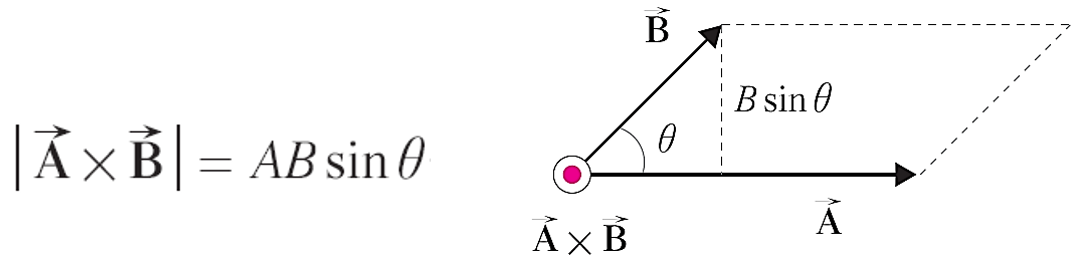 |A⃗ × B⃗| = AB sin θ
B⃗
B sin θ
θ
A⃗ × B⃗
A⃗